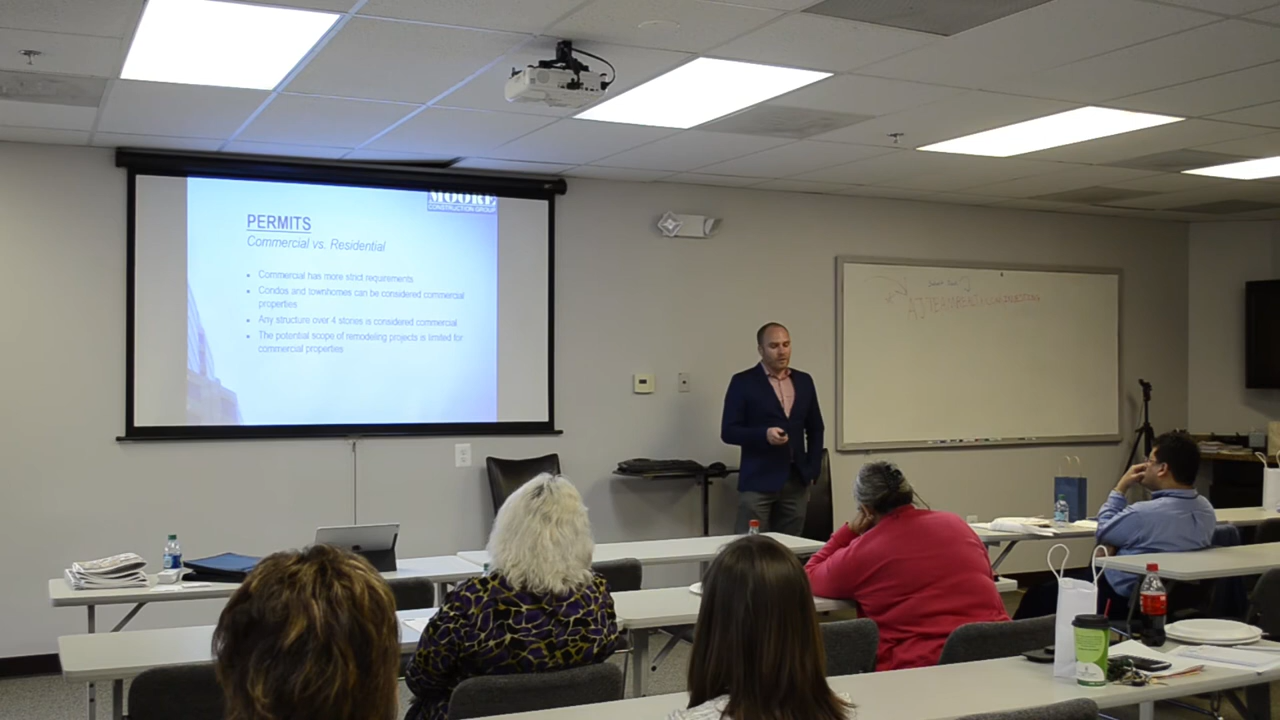 MOORE
CONSTRUCTION GROUP
PERMITS
Commercial vs. Residential
• Commercial has more strict requirements
• Condos and townhomes can be considered commercial
properties
• Any structure over 4 stories is considered commercial
• The potential scope of remodeling projects is limited for
commercial properties